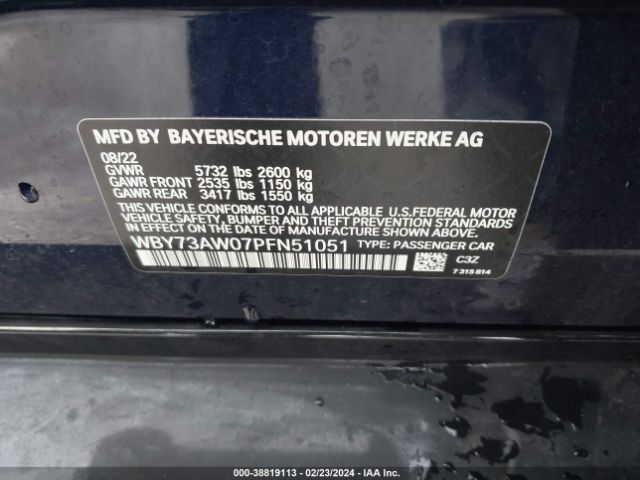 MFD BY BAYERISCHE MOTOREN WERKE AG
08/22
GVWR 5732 lbs 2600 kg
GAWR FRONT 2535 lbs 1150 kg
GAWR REAR 3417 lbs 1550 kg
THIS VEHICLE CONFORMS TO ALL APPLICABLE U.S.FEDERAL MOTOR
VEHICLE SAFETY, BUMPER AND THEFT PREVENTION STANDARDS
IN EFFECT ON THE DATE OF MANUFACTURE SHOWN ABOVE.
WBY73AW07PFN51051 TYPE: PASSENGER CAR
C3Z
7 315 814
000-38819113 - 02/23/2024 - IAA Inc.